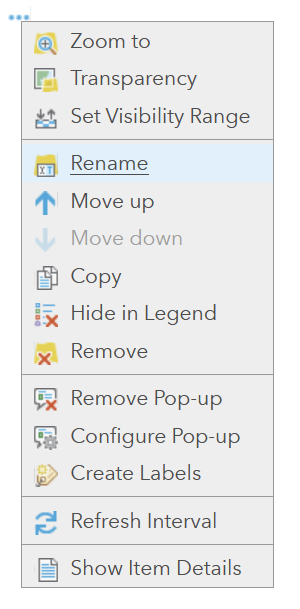 Zoom to
Transparency
Set Visibility Range
Rename
Move up
Move down
Copy
Hide in Legend
Remove
Remove Pop-up
Configure Pop-up
Create Labels
Refresh Interval
Show Item Details